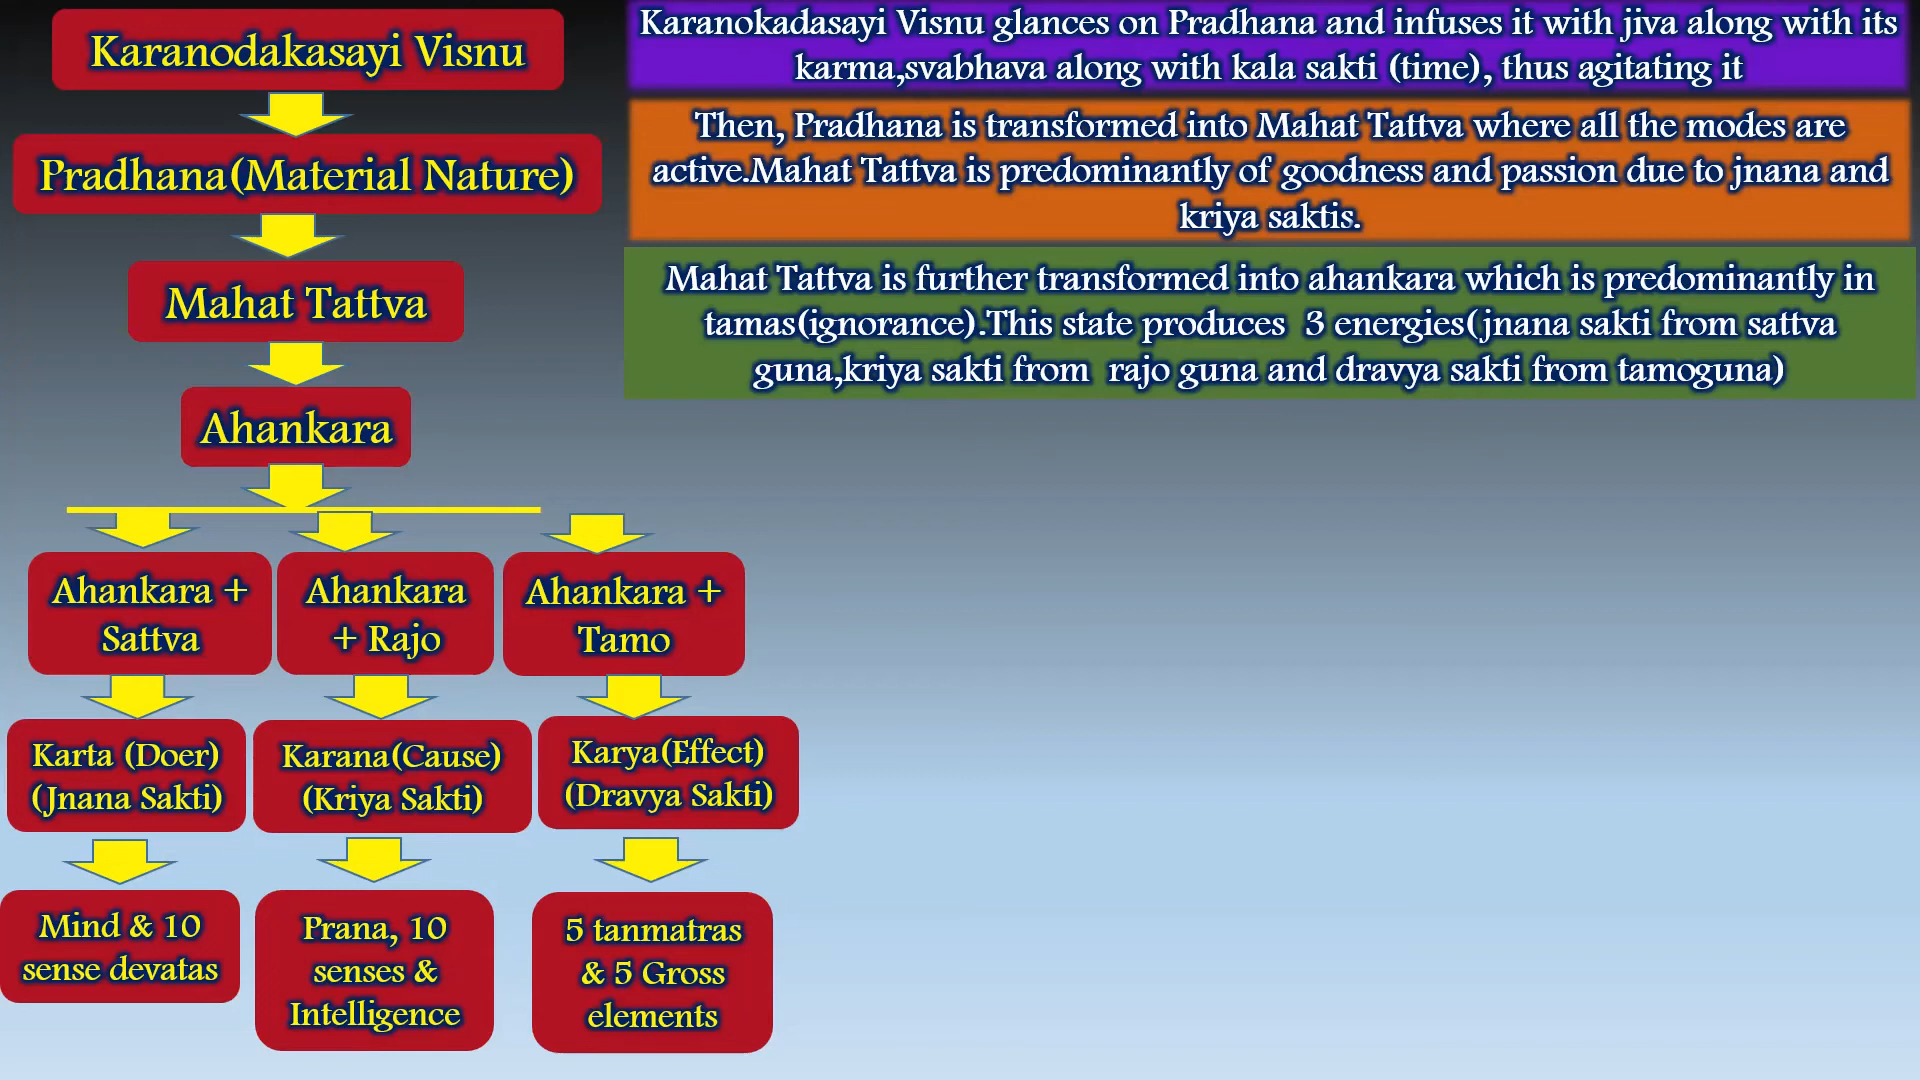 Karanodakasayi Visnu
Pradhana(Material Nature)
Mahat Tattva
Ahankara
Ahankara +
Sattva
Ahankara
+ Rajo
Ahankara +
Tamo
Karta (Doer)
(Jnana Sakti)
Karana(Cause)
(Kriya Sakti)
Karya(Effect)
(Dravya Sakti)
Mind & 10
sense devatas
Prana, 10
senses &
Intelligence
5 tanmatras
& 5 Gross
elements
Karanokadasayi Visnu glances on Pradhana and infuses it with jiva along with its
karma,svabhava along with kala sakti (time), thus agitating it
Then, Pradhana is transformed into Mahat Tattva where all the modes are
active.Mahat Tattva is predominantly of goodness and passion due to jnana and
kriya saktis.
Mahat Tattva is further transformed into ahankara which is predominantly in
tamas(ignorance).This state produces  3 energies(jnana sakti from sattva
guna,kriya sakti from  rajo guna and dravya sakti from tamoguna)